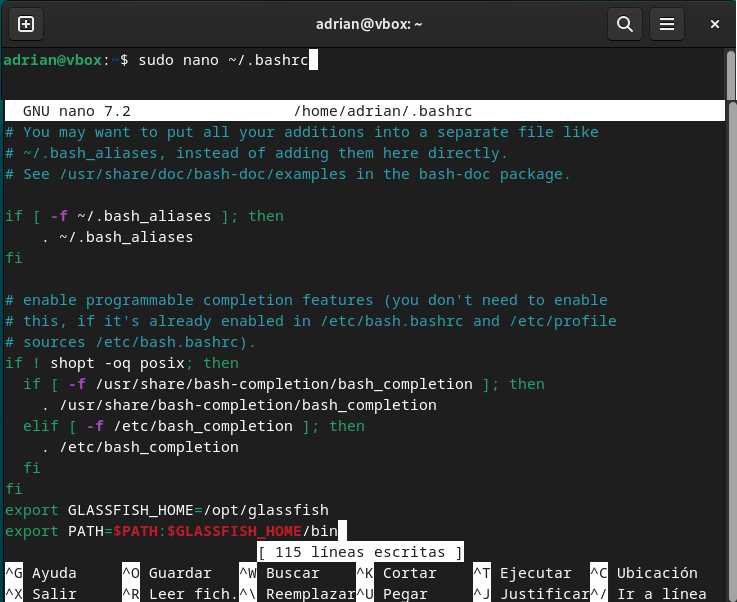 adrian@vbox: ~
adrian@vbox:~$ sudo nano ~/.bashrc
GNU nano 7.2 /home/adrian/.bashrc
# You may want to put all your additions into a separate file like
# ~/.bash_aliases, instead of adding them here directly.
# See /usr/share/doc/bash-doc/examples in the bash-doc package.
if [ -f ~/.bash_aliases ]; then
    . ~/.bash_aliases
fi
# enable programmable completion features (you don't need to enable
# this, if it's already enabled in /etc/bash.bashrc and /etc/profile
# sources /etc/bash.bashrc).
if ! shopt -oq posix; then
  if [ -f /usr/share/bash-completion/bash_completion ]; then
    . /usr/share/bash-completion/bash_completion
  elif [ -f /etc/bash_completion ]; then
    . /etc/bash_completion
  fi
fi
export GLASSFISH_HOME=/opt/glassfish
export PATH=$PATH:$GLASSFISH_HOME/bin
[ 115 líneas escritas ]
^G Ayuda ^O Guardar ^W Buscar ^K Cortar ^T Ejecutar ^C Ubicación
^X Salir ^R Leer fich. ^\ Reemplazar ^U Pegar ^J Justificar ^/ Ir a línea